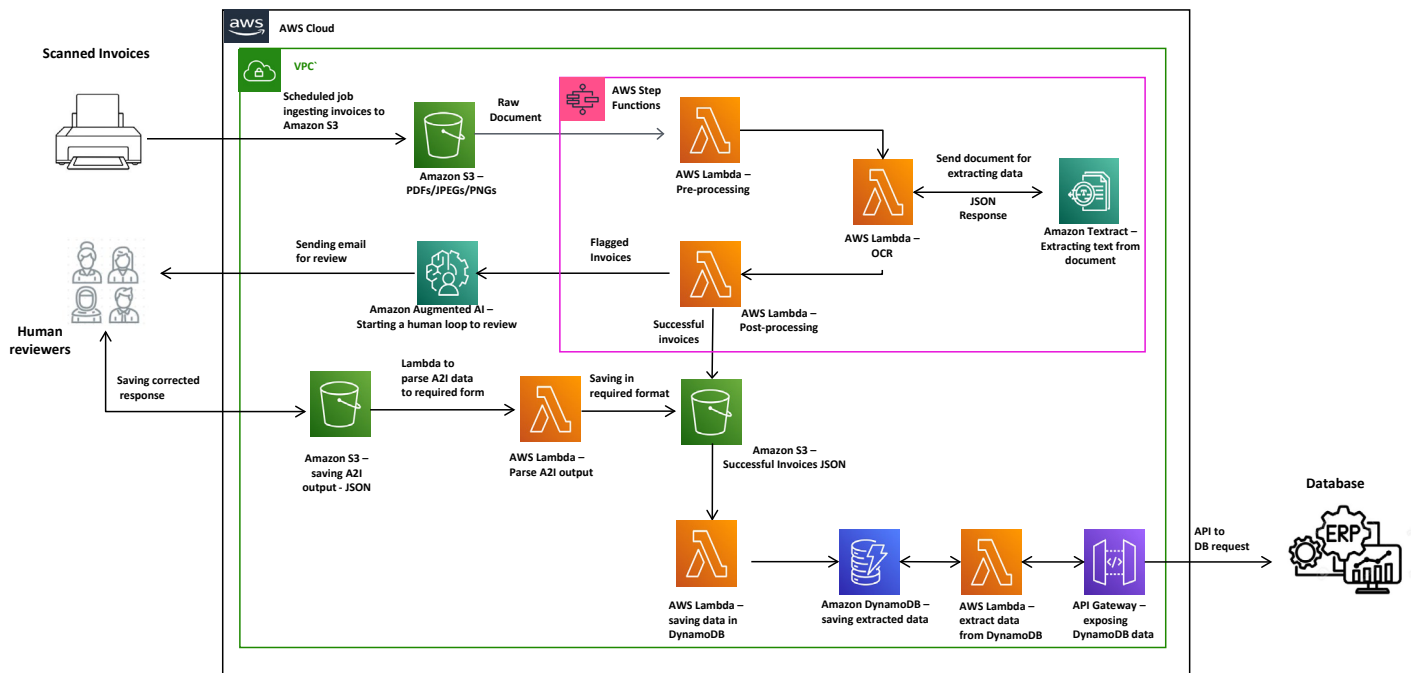 aws
AWS Cloud
Scanned Invoices
VPC`
Scheduled job
ingesting invoices to
Amazon S3
Raw
Document
AWS Step
Functions
Amazon S3 –
PDFs/JPEGs/PNGs
AWS Lambda –
Pre-processing
Send document for
extracting data
JSON
Response
AWS Lambda –
OCR
Amazon Textract –
Extracting text from
document
Sending email
for review
Flagged
Invoices
Amazon Augmented AI –
Starting a human loop to review
AWS Lambda –
Post-processing
Human
reviewers
Successful
invoices
Saving corrected
response
Lambda to
parse A2I data
to required form
Saving in
required format
Amazon S3 –
saving A2I
output - JSON
AWS Lambda –
Parse A2I output
Amazon S3 –
Successful Invoices JSON
Database
API to
DB request
ERP
AWS Lambda –
saving data in
DynamoDB
Amazon DynamoDB –
saving extracted data
AWS Lambda –
extract data
from DynamoDB
</>
API Gateway –
exposing
DynamoDB data